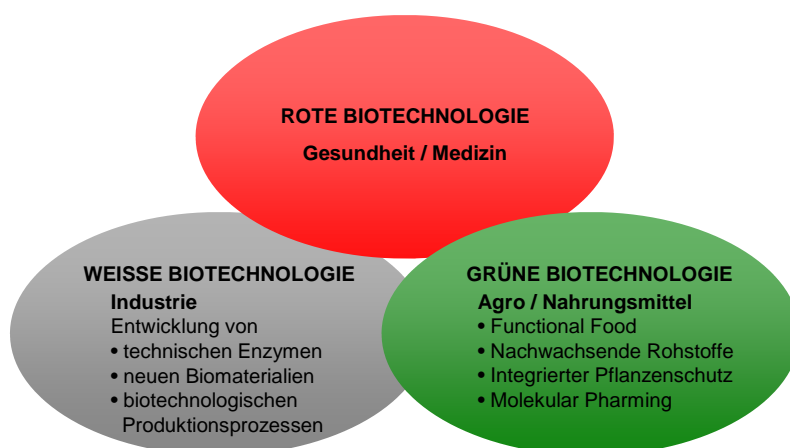 ROTE BIOTECHNOLOGIE
Gesundheit / Medizin
WEISSE BIOTECHNOLOGIE
Industrie
Entwicklung von
• technischen Enzymen
• neuen Biomaterialien
• biotechnologischen
Produktionsprozessen
GRÜNE BIOTECHNOLOGIE
Agro / Nahrungsmittel
• Functional Food
• Nachwachsende Rohstoffe
• Integrierter Pflanzenschutz
• Molekular Pharming